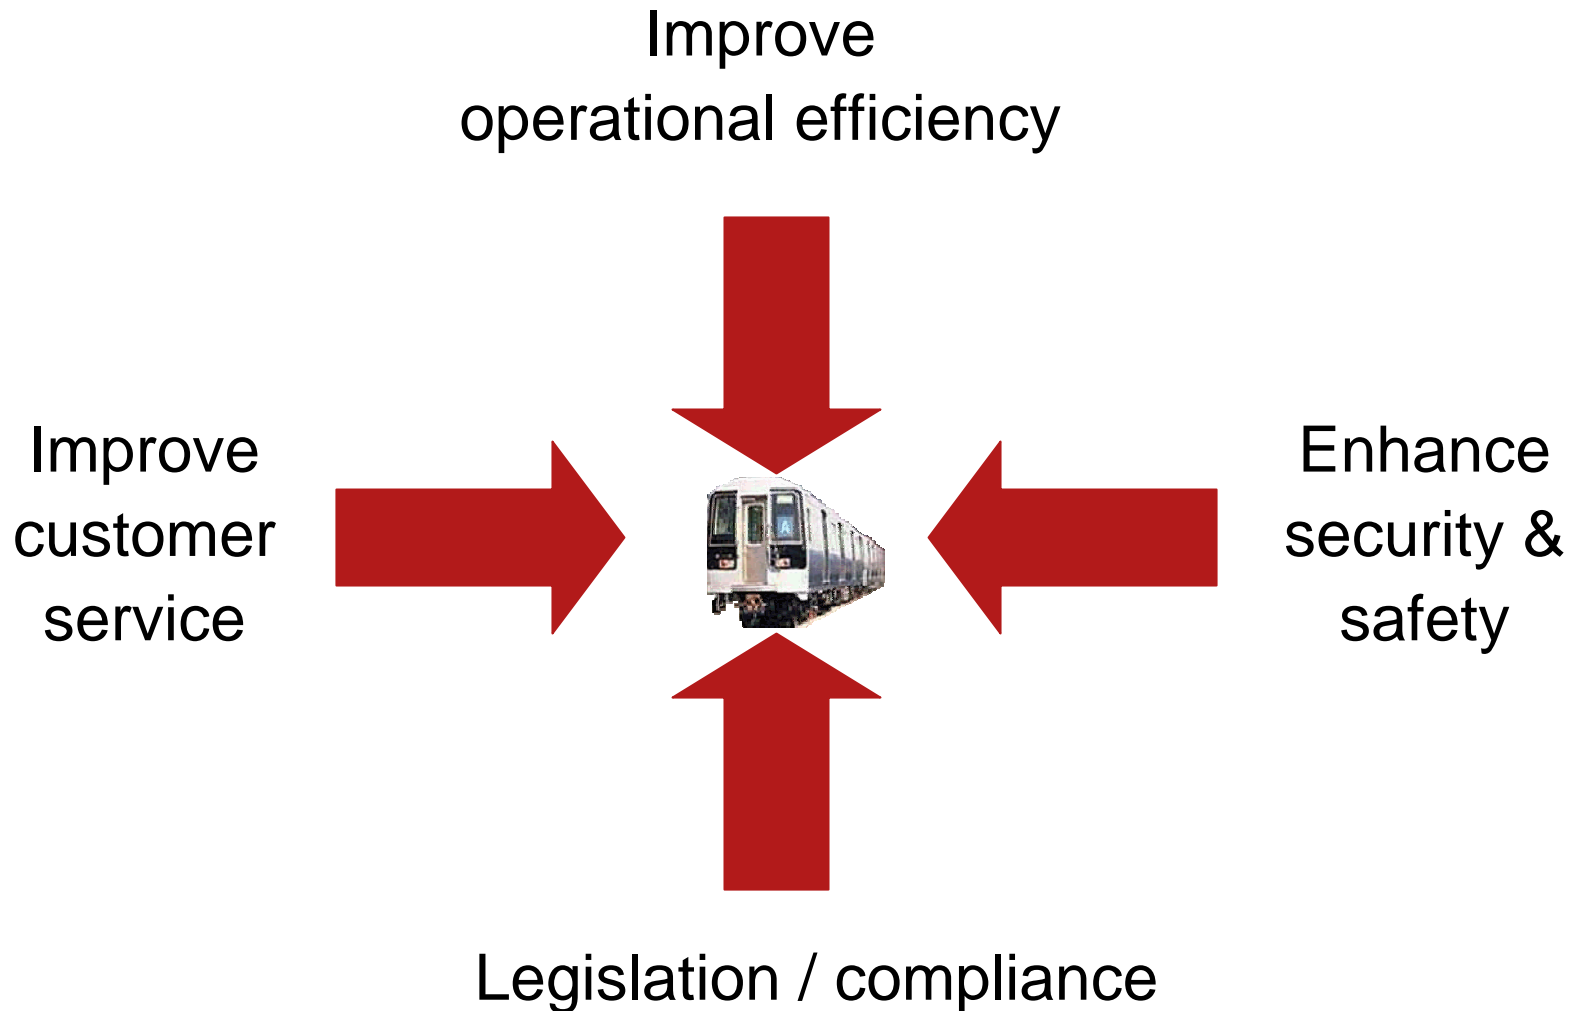 Improve
operational efficiency
Improve
customer
service
A
Enhance
security &
safety
Legislation / compliance